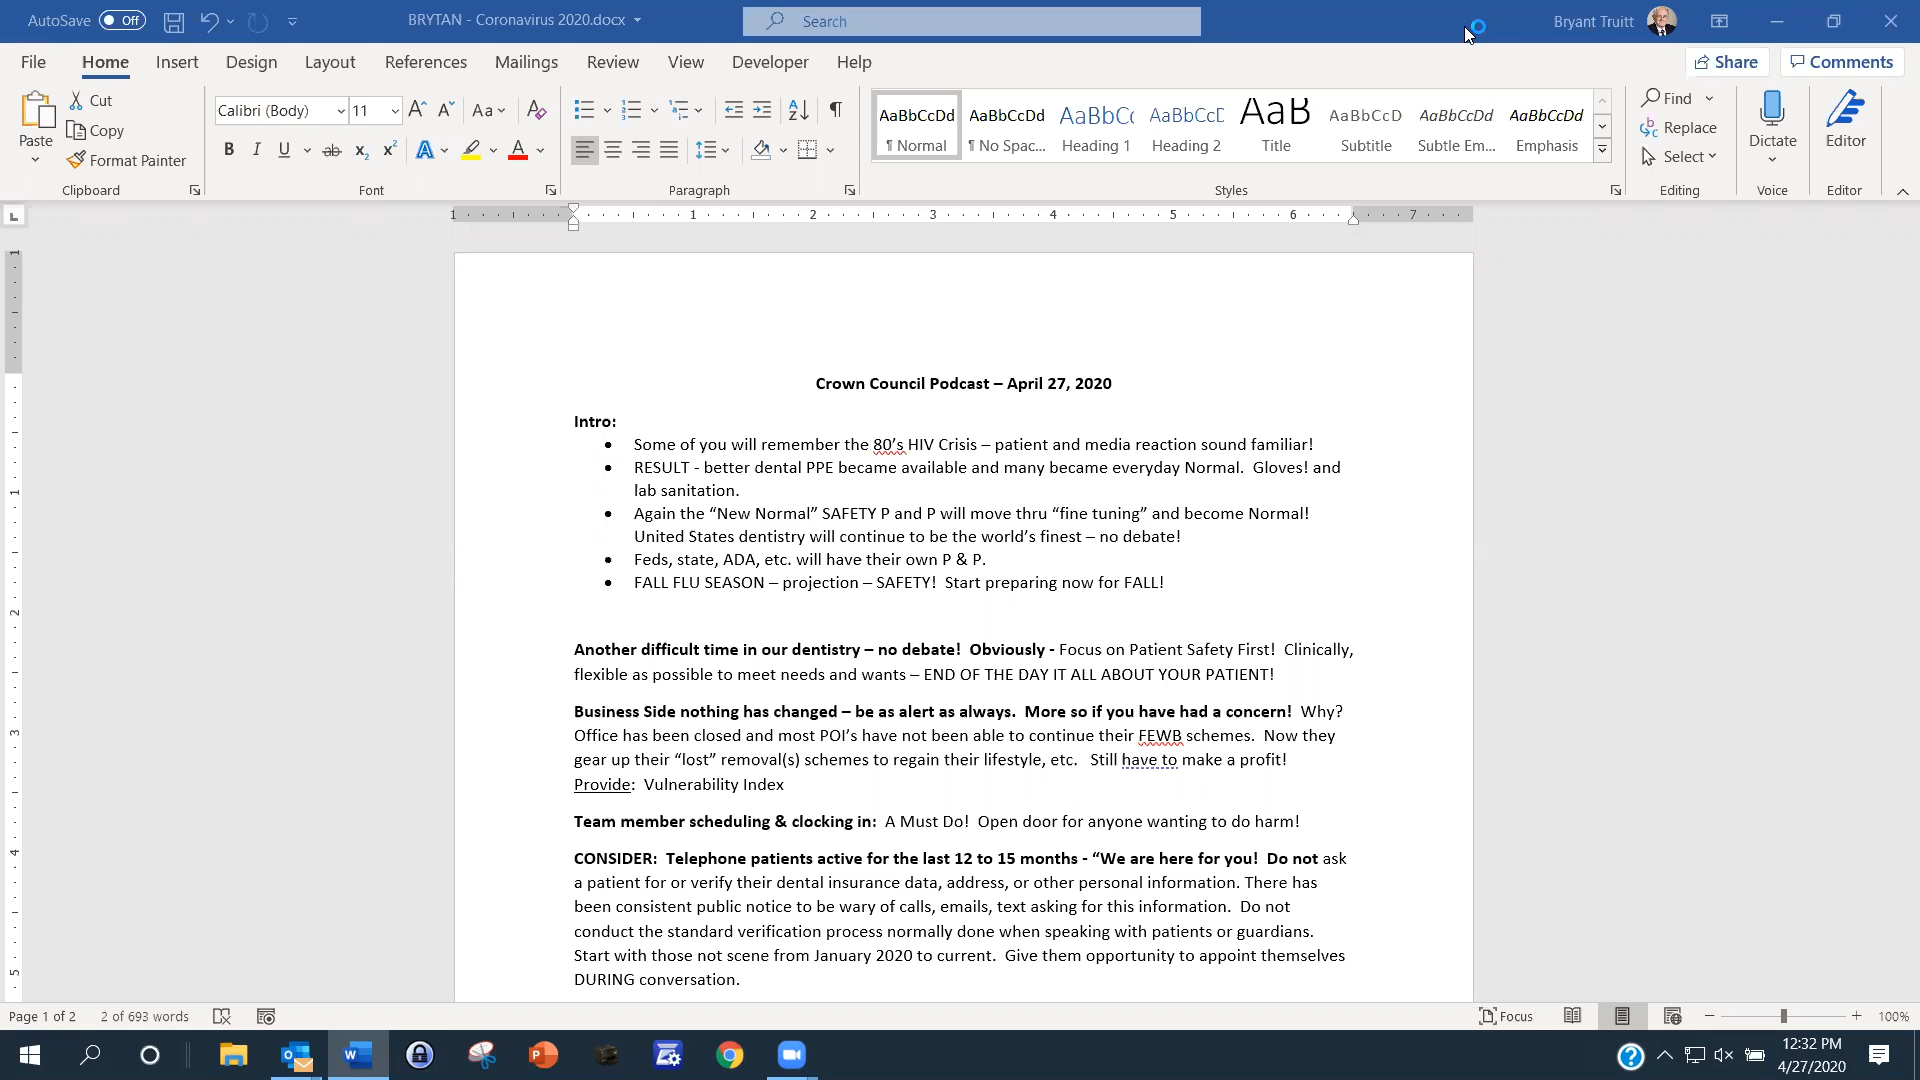 AutoSave Off BRYTAN - Coronavirus 2020.docx Search Bryant Truitt
File Home Insert Design Layout References Mailings Review View Developer Help Share Comments
Paste Cut Copy Format Painter Clipboard
Calibri (Body) 11 Aa B I U ab x₂ x² A A Font
Paragraph
AaBbCcDd AaBbCcDd AaBbCc AaBbCcD AaB AaBbCcD AaBbCcDd AaBbCcDd
¶ Normal ¶ No Spac... Heading 1 Heading 2 Title Subtitle Subtle Em... Emphasis
Styles
Find Replace Select Editing
Dictate Voice
Editor Editor
1 1 2 3 4 5 6 7
Crown Council Podcast – April 27, 2020
Intro:
• Some of you will remember the 80’s HIV Crisis – patient and media reaction sound familiar!
• RESULT - better dental PPE became available and many became everyday Normal.  Gloves! and
lab sanitation.
• Again the “New Normal” SAFETY P and P will move thru “fine tuning” and become Normal!
United States dentistry will continue to be the world’s finest – no debate!
• Feds, state, ADA, etc. will have their own P & P.
• FALL FLU SEASON – projection – SAFETY!  Start preparing now for FALL!
Another difficult time in our dentistry – no debate!  Obviously - Focus on Patient Safety First!  Clinically,
flexible as possible to meet needs and wants – END OF THE DAY IT ALL ABOUT YOUR PATIENT!
Business Side nothing has changed – be as alert as always.  More so if you have had a concern!  Why?
Office has been closed and most POI’s have not been able to continue their FEWB schemes.  Now they
gear up their “lost” removal(s) schemes to regain their lifestyle, etc.   Still have to make a profit!
Provide:  Vulnerability Index
Team member scheduling & clocking in:  A Must Do!  Open door for anyone wanting to do harm!
CONSIDER:  Telephone patients active for the last 12 to 15 months - “We are here for you!  Do not ask
a patient for or verify their dental insurance data, address, or other personal information. There has
been consistent public notice to be wary of calls, emails, text asking for this information.  Do not
conduct the standard verification process normally done when speaking with patients or guardians.
Start with those not scene from January 2020 to current.  Give them opportunity to appoint themselves
DURING conversation.
Page 1 of 2 2 of 693 words Focus 100%
12:32 PM
4/27/2020